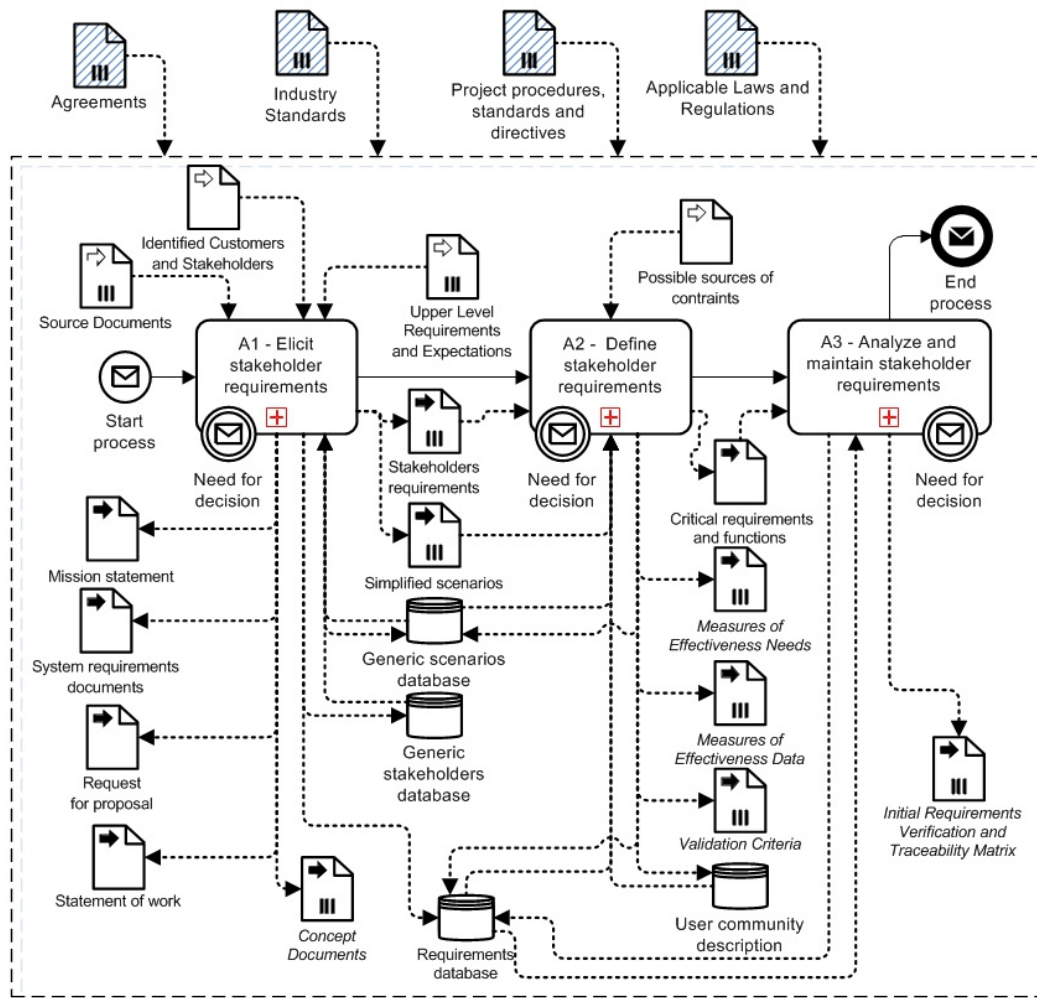 Agreements
Industry
Standards
Project procedures,
standards and
directives
Applicable Laws and
Regulations
Identified Customers
and Stakeholders
Source Documents
Upper Level
Requirements
and Expectations
Possible sources of
contraints
End
process
A1 - Elicit
stakeholder
requirements
A2 - Define
stakeholder
requirements
A3 - Analyze and
maintain stakeholder
requirements
Start
process
Need for
decision
Stakeholders
requirements
Need for
decision
Critical requirements
and functions
Need for
decision
Mission statement
Simplified scenarios
System requirements
documents
Generic scenarios
database
Measures of
Effectiveness Needs
Request
for proposal
Generic
stakeholders
database
Measures of
Effectiveness Data
Statement of work
Validation Criteria
Initial Requirements
Verification and
Traceability Matrix
Concept
Documents
Requirements
database
User community
description